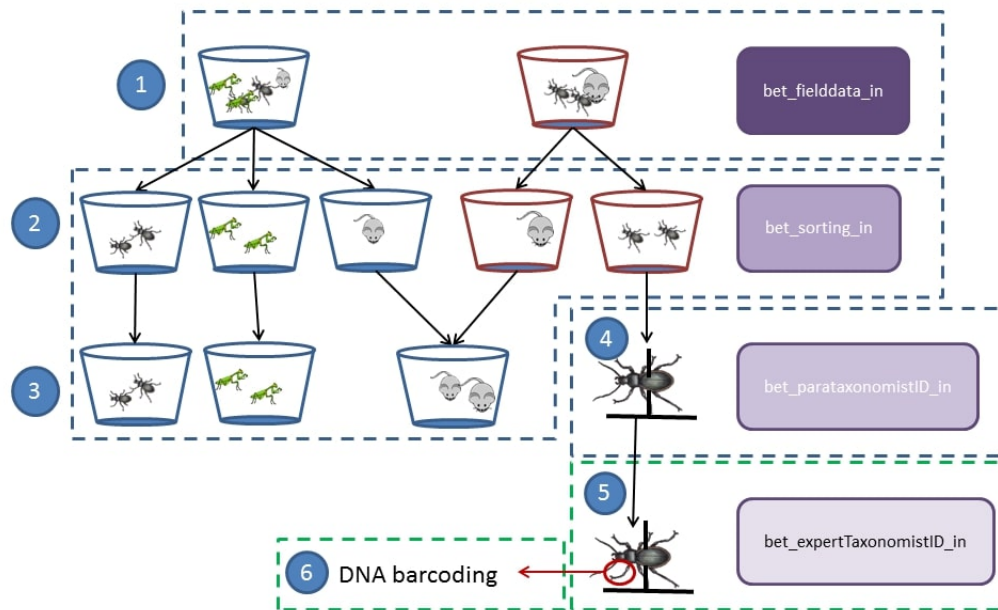 1
bet_fielddata_in
2
bet_sorting_in
3
4
bet_parataxonomistID_in
5
bet_expertTaxonomistID_in
6
DNA barcoding